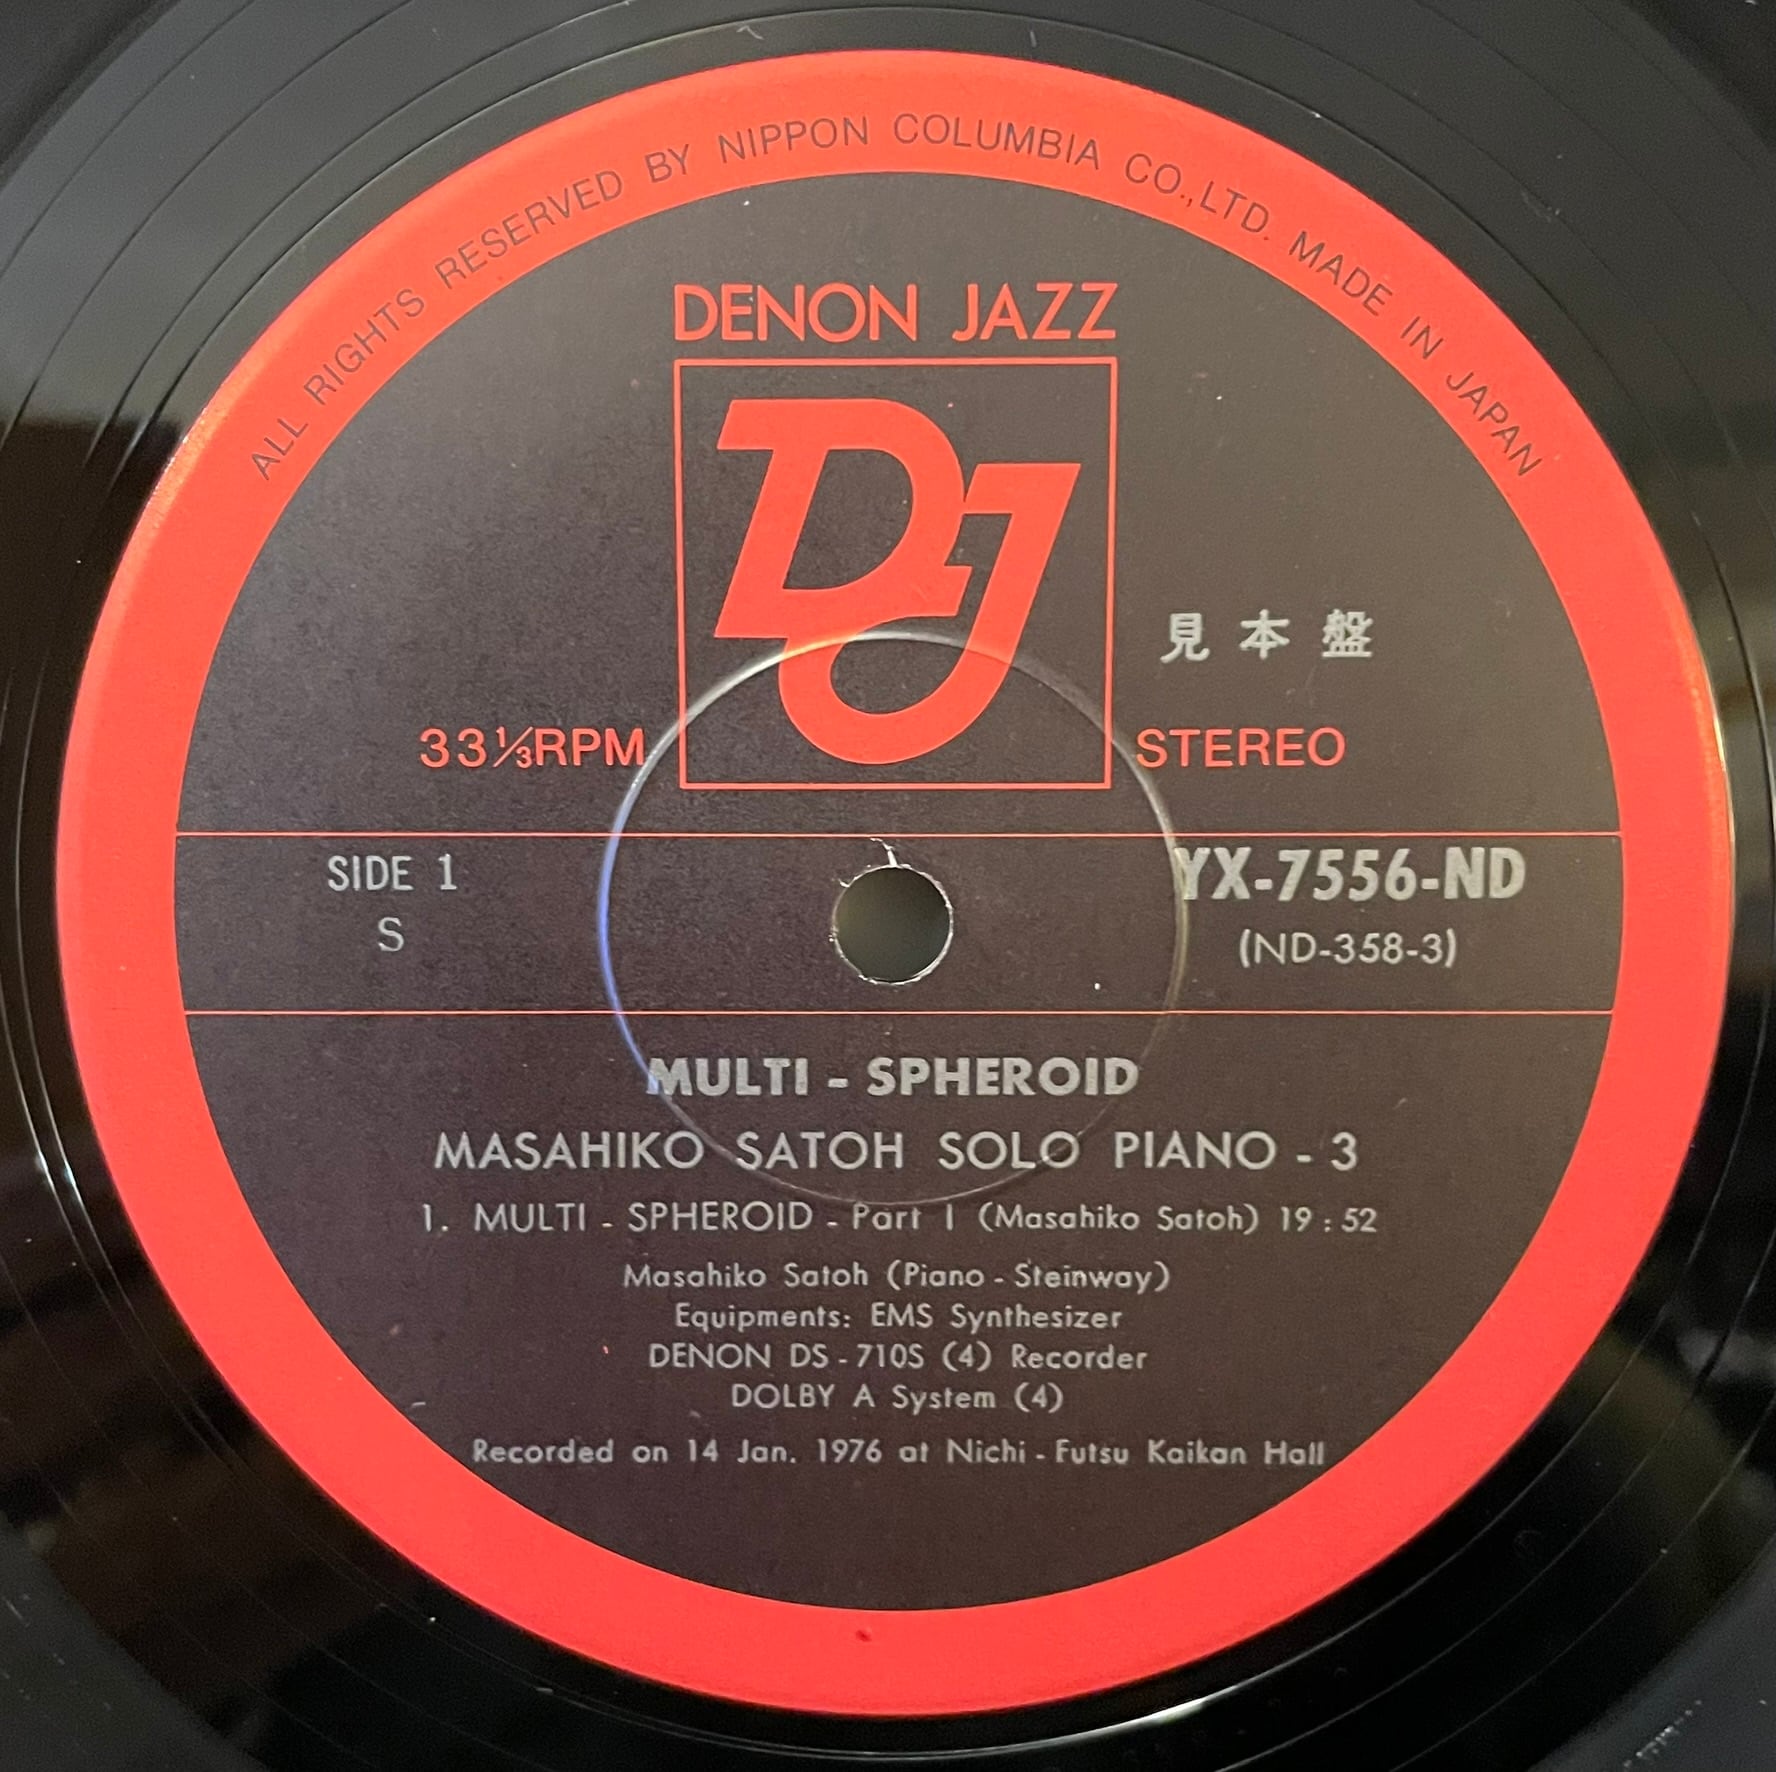 ALL RIGHTS RESERVED BY NIPPON COLUMBIA CO.,LTD. MADE IN JAPAN
DENON JAZZ
DJ
見本盤
33⅓RPM
STEREO
SIDE 1
S
YX-7556-ND
(ND-358-3)
MULTI - SPHEROID
MASAHIKO SATOH SOLO PIANO - 3
1. MULTI - SPHEROID - Part I (Masahiko Satoh) 19 : 52
Masahiko Satoh (Piano - Steinway)
Equipments: EMS Synthesizer
DENON DS - 710S (4) Recorder
DOLBY A System (4)
Recorded on 14 Jan. 1976 at Nichi - Futsu Kaikan Hall